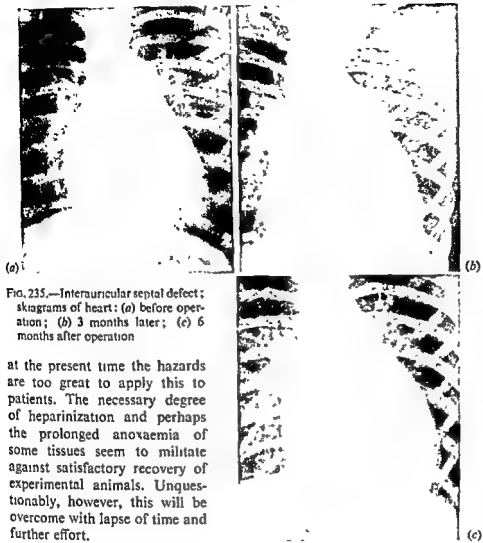 (a)
(b)
FIG. 235.—Interauricular septal defect;
skiagrams of heart: (a) before oper-
ation; (b) 3 months later; (c) 6
months after operation
at the present time the hazards
are too great to apply this to
patients. The necessary degree
of heparinization and perhaps
the prolonged anoxaemia of
some tissues seem to militate
against satisfactory recovery of
experimental animals. Unques-
tionably, however, this will be
overcome with lapse of time and
further effort.
(c)